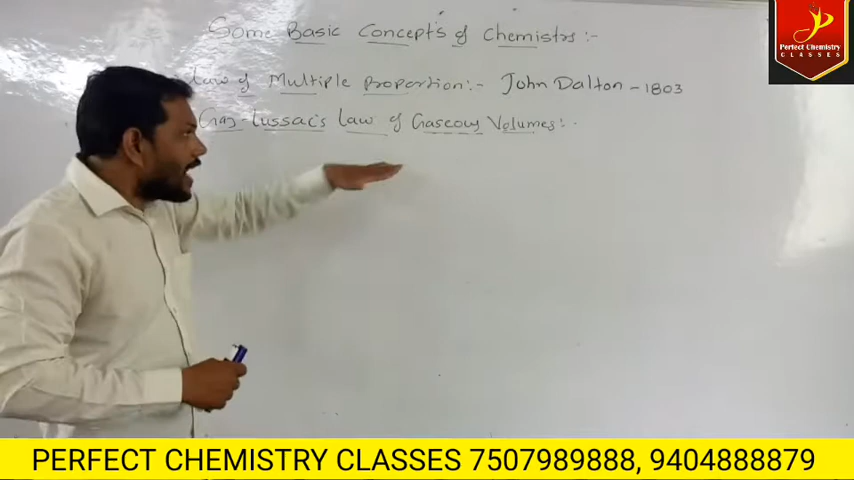 Some Basic Concepts of Chemistry :-
Law of Multiple proportion :- John Dalton - 1803
Gay-Lussac's Law of Gaseous Volumes :-
Perfect Chemistry
CLASSES
PERFECT CHEMISTRY CLASSES 7507989888, 9404888879